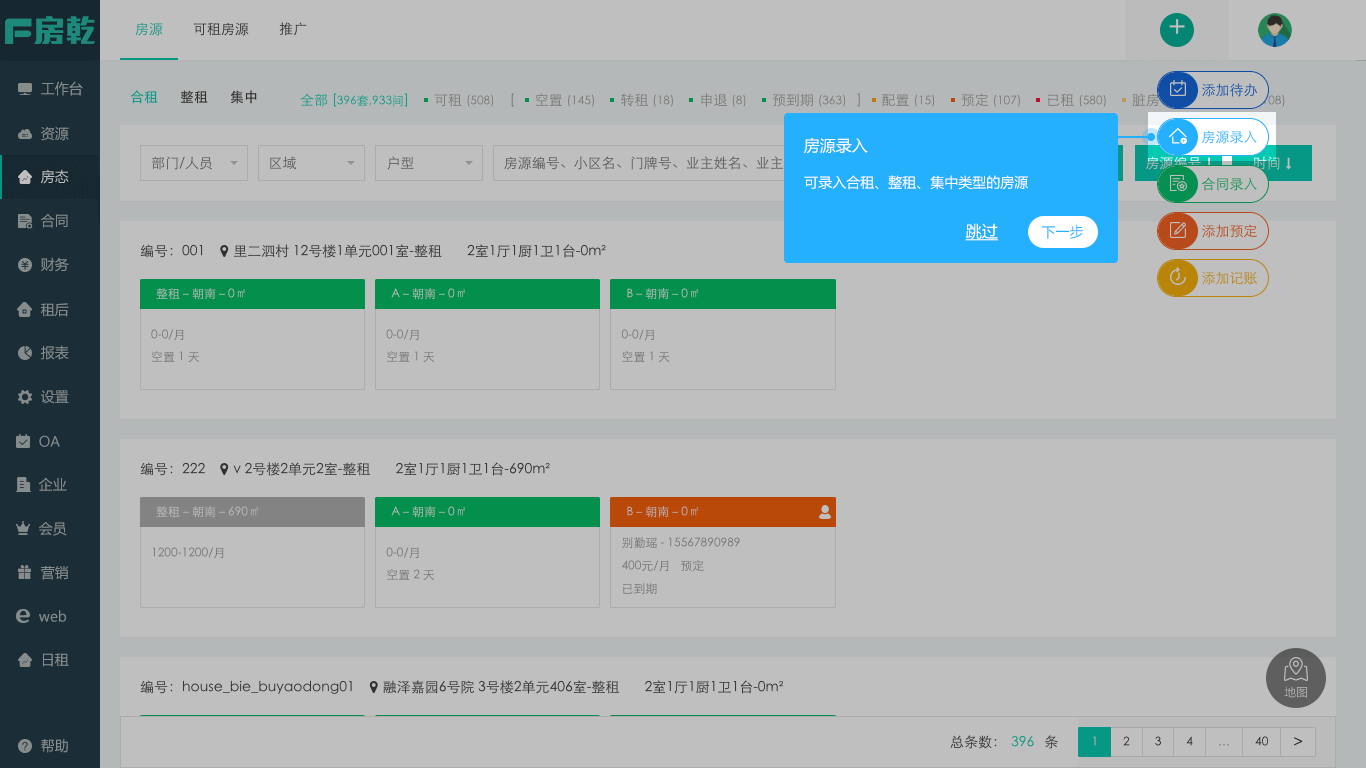 房乾
房源 可租房源 推广
工作台
资源
房态
合同
财务
租后
报表
设置
OA
企业
会员
营销
web
日租
帮助
合租 整租 集中 全部 [396套,933间] 可租 (508) [ 空置 (145) 转租 (18) 申退 (8) 预到期 (363) ] 配置 (15) 预定 (107) 已租 (580) 脏房
添加待办
房源录入
合同录入
添加预定
添加记账
部门/人员 区域 户型 房源编号、小区名、门牌号、业主姓名、业主 房源编号 时间
房源录入
可录入合租、整租、集中类型的房源
跳过 下一步
编号：001 里二泗村 12号楼1单元001室-整租 2室1厅1厨1卫1台-0m²
整租 – 朝南 – 0㎡ A – 朝南 – 0㎡ B – 朝南 – 0㎡
0-0/月 0-0/月 0-0/月
空置 1 天 空置 1 天 空置 1 天
编号：222 v 2号楼2单元2室-整租 2室1厅1厨1卫1台-690m²
整租 – 朝南 – 690㎡ A – 朝南 – 0㎡ B – 朝南 – 0㎡
1200-1200/月
0-0/月
空置 2 天
别勤瑶 - 15567890989
400元/月 预定
已到期
编号：house_bie_buyaodong01 融泽嘉园6号院 3号楼2单元406室-整租 2室1厅1厨1卫1台-0m²
地图
总条数： 396 条 1 2 3 4 ... 40 >